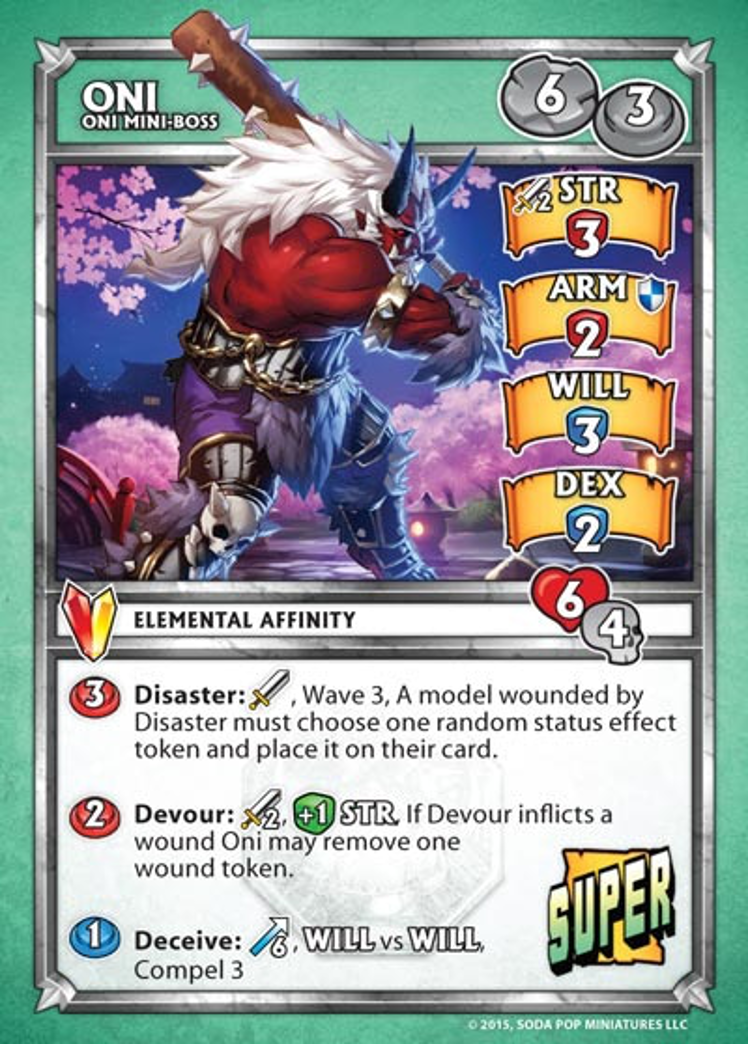 ONI
ONI MINI-BOSS
6
3
2 STR
3
ARM
2
WILL
3
DEX
2
ELEMENTAL AFFINITY
6
4
3 Disaster: , Wave 3, A model wounded by
Disaster must choose one random status effect
token and place it on their card.
2 Devour: 2, +1 STR. If Devour inflicts a
wound Oni may remove one
wound token.
SUPER
1 Deceive: 6, WILL vs WILL,
Compel 3
© 2015, SODA POP MINIATURES LLC